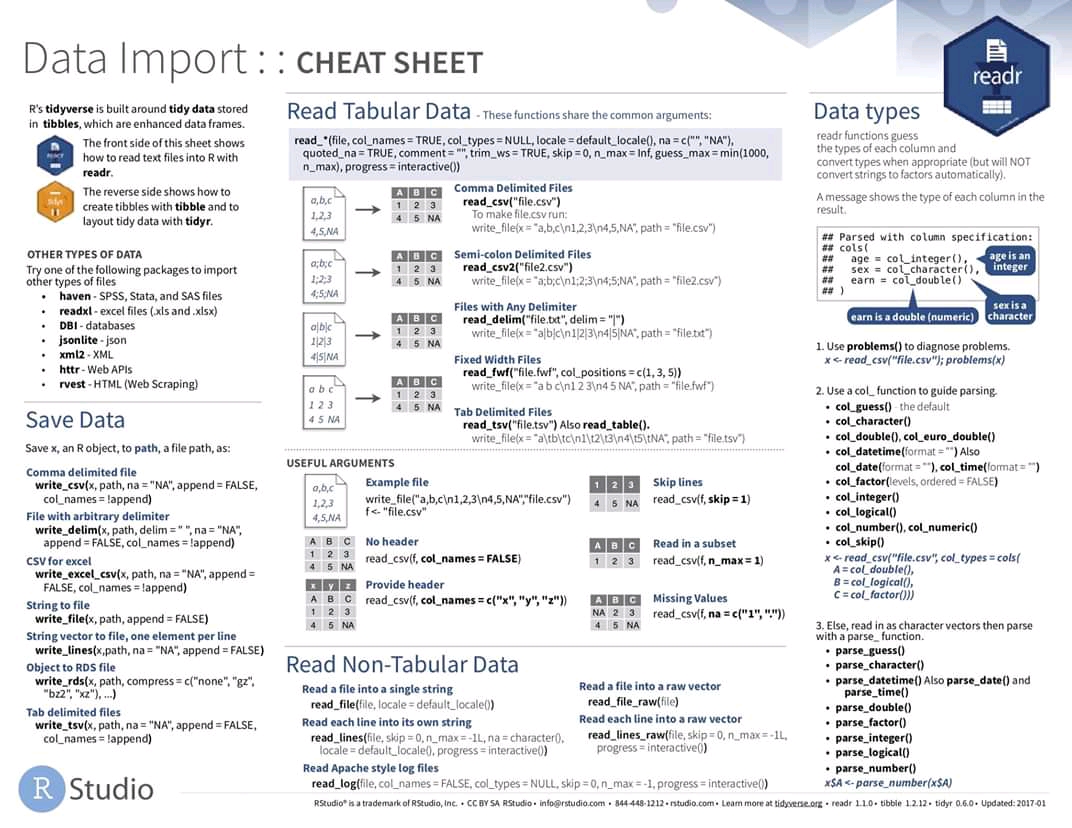 Data Import : : CHEAT SHEET
readr
R's tidyverse is built around tidy data stored
in tibbles, which are enhanced data frames.
The front side of this sheet shows
how to read text files into R with
readr.
The reverse side shows how to
create tibbles with tibble and to
layout tidy data with tidyr.
OTHER TYPES OF DATA
Try one of the following packages to import
other types of files
• haven - SPSS, Stata, and SAS files
• readxl - excel files (.xls and .xlsx)
• DBI - databases
• jsonlite - json
• xml2 - XML
• httr - Web APIs
• rvest - HTML (Web Scraping)
Save Data
Save x, an R object, to path, a file path, as:
Comma delimited file
write_csv(x, path, na = "NA", append = FALSE,
col_names = !append)
File with arbitrary delimiter
write_delim(x, path, delim = " ", na = "NA",
append = FALSE, col_names = !append)
CSV for excel
write_excel_csv(x, path, na = "NA", append =
FALSE, col_names = !append)
String to file
write_file(x, path, append = FALSE)
String vector to file, one element per line
write_lines(x,path, na = "NA", append = FALSE)
Object to RDS file
write_rds(x, path, compress = c("none", "gz",
"bz2", "xz"), ...)
Tab delimited files
write_tsv(x, path, na = "NA", append = FALSE,
col_names = !append)
R Studio
Read Tabular Data - These functions share the common arguments:
read_*(file, col_names = TRUE, col_types = NULL, locale = default_locale(), na = c("", "NA"),
quoted_na = TRUE, comment = "", trim_ws = TRUE, skip = 0, n_max = Inf, guess_max = min(1000,
n_max), progress = interactive())
a,b,c
1,2,3
4,5,NA
A B C
1 2 3
4 5 NA
Comma Delimited Files
read_csv("file.csv")
To make file.csv run:
write_file(x = "a,b,c\n1,2,3\n4,5,NA", path = "file.csv")
a;b;c
1;2;3
4;5;NA
A B C
1 2 3
4 5 NA
Semi-colon Delimited Files
read_csv2("file2.csv")
write_file(x = "a;b;c\n1;2;3\n4;5;NA", path = "file2.csv")
a|b|c
1|2|3
4|5|NA
A B C
1 2 3
4 5 NA
Files with Any Delimiter
read_delim("file.txt", delim = "|")
write_file(x = "a|b|c\n1|2|3\n4|5|NA", path = "file.txt")
a b c
1 2 3
4 5 NA
A B C
1 2 3
4 5 NA
Fixed Width Files
read_fwf("file.fwf", col_positions = c(1, 3, 5))
write_file(x = "a b c\n1 2 3\n4 5 NA", path = "file.fwf")
Tab Delimited Files
read_tsv("file.tsv") Also read_table().
write_file(x = "a\tb\tc\n1\t2\t3\n4\t5\tNA", path = "file.tsv")
USEFUL ARGUMENTS
a,b,c
1,2,3
4,5,NA
Example file
write_file("a,b,c\n1,2,3\n4,5,NA","file.csv")
f <- "file.csv"
A B C
1 2 3
4 5 NA
No header
read_csv(f, col_names = FALSE)
x y z
A B C
1 2 3
4 5 NA
Provide header
read_csv(f, col_names = c("x", "y", "z"))
1 2 3
4 5 NA
Skip lines
read_csv(f, skip = 1)
A B C
1 2 3
Read in a subset
read_csv(f, n_max = 1)
A B C
NA 2 3
4 5 NA
Missing Values
read_csv(f, na = c("1", "."))
Read Non-Tabular Data
Read a file into a single string
read_file(file, locale = default_locale())
Read each line into its own string
read_lines(file, skip = 0, n_max = -1L, na = character(),
locale = default_locale(), progress = interactive())
Read Apache style log files
read_log(file, col_names = FALSE, col_types = NULL, skip = 0, n_max = -1, progress = interactive())
Read a file into a raw vector
read_file_raw(file)
Read each line into a raw vector
read_lines_raw(file, skip = 0, n_max = -1L,
progress = interactive())
Data types
readr functions guess
the types of each column and
convert types when appropriate (but will NOT
convert strings to factors automatically).
A message shows the type of each column in the
result.
## Parsed with column specification:
## cols(
##   age = col_integer(),
##   sex = col_character(),
##   earn = col_double()
## )
age is an
integer
sex is a
character
earn is a double (numeric)
1. Use problems() to diagnose problems.
x <- read_csv("file.csv"); problems(x)
2. Use a col_ function to guide parsing.
• col_guess() - the default
• col_character()
• col_double(), col_euro_double()
• col_datetime(format = "") Also
col_date(format = ""), col_time(format = "")
• col_factor(levels, ordered = FALSE)
• col_integer()
• col_logical()
• col_number(), col_numeric()
• col_skip()
x <- read_csv("file.csv", col_types = cols(
A = col_double(),
B = col_logical(),
C = col_factor()))
3. Else, read in as character vectors then parse
with a parse_ function.
• parse_guess()
• parse_character()
• parse_datetime() Also parse_date() and
parse_time()
• parse_double()
• parse_factor()
• parse_integer()
• parse_logical()
• parse_number()
x$A <- parse_number(x$A)
RStudio® is a trademark of RStudio, Inc. • CC BY SA RStudio • info@rstudio.com • 844-448-1212 • rstudio.com • Learn more at tidyverse.org • readr 1.1.0 • tibble 1.2.12 • tidyr 0.6.0 • Updated: 2017-01